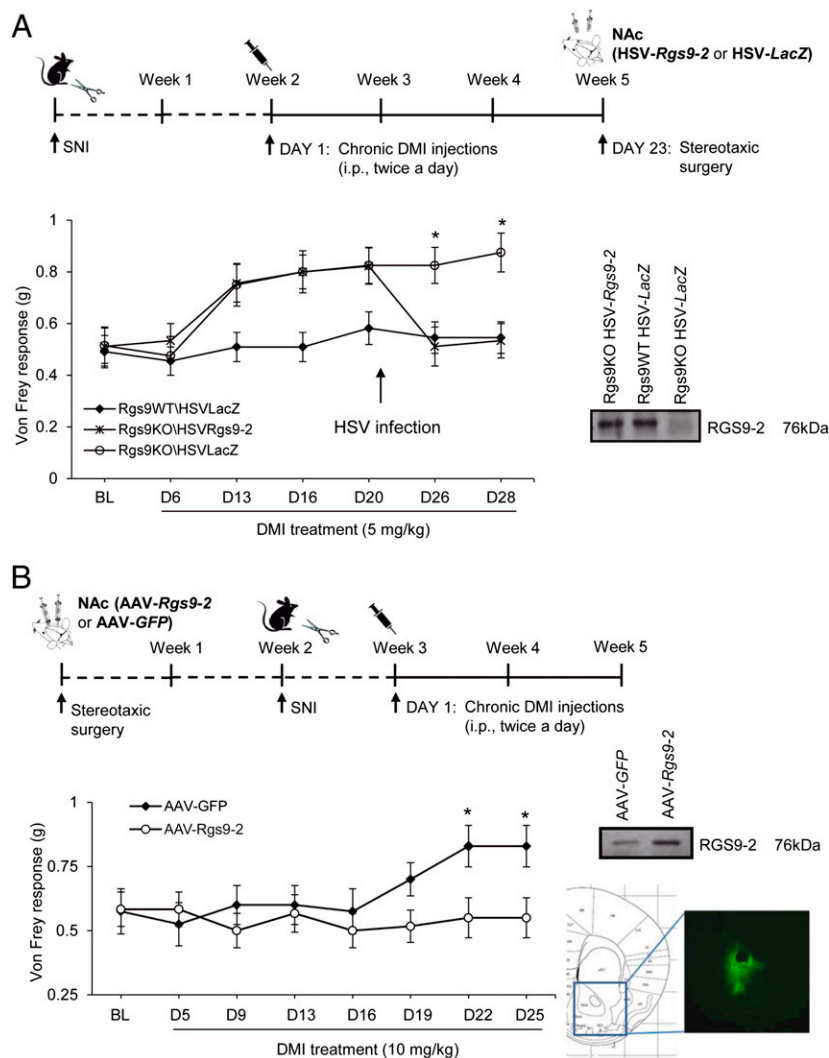 A
NAc
(HSV-Rgs9-2 or HSV-LacZ)
Week 1
Week 2
Week 3
Week 4
Week 5
SNI
DAY 1: Chronic DMI injections
(i.p., twice a day)
DAY 23: Stereotaxic
surgery
Von Frey response (g)
1
0.8
0.6
0.4
0.2
0
*
*
Rgs9WT\HSVLacZ
Rgs9KO\HSVRgs9-2
Rgs9KO\HSVLacZ
HSV infection
BL
D6
D13
D16
D20
D26
D28
DMI treatment (5 mg/kg)
Rgs9KO HSV-Rgs9-2
Rgs9WT HSV-LacZ
Rgs9KO HSV-LacZ
RGS9-2 76kDa
B
NAc (AAV-Rgs9-2
or AAV-GFP)
Week 1
Week 2
Week 3
Week 4
Week 5
Stereotaxic
surgery
SNI
DAY 1: Chronic DMI injections
(i.p., twice a day)
Von Frey response (g)
1
0.75
0.5
0.25
AAV-GFP
AAV-Rgs9-2
*
*
BL
D5
D9
D13
D16
D19
D22
D25
DMI treatment (10 mg/kg)
AAV-GFP
AAV-Rgs9-2
RGS9-2 76kDa